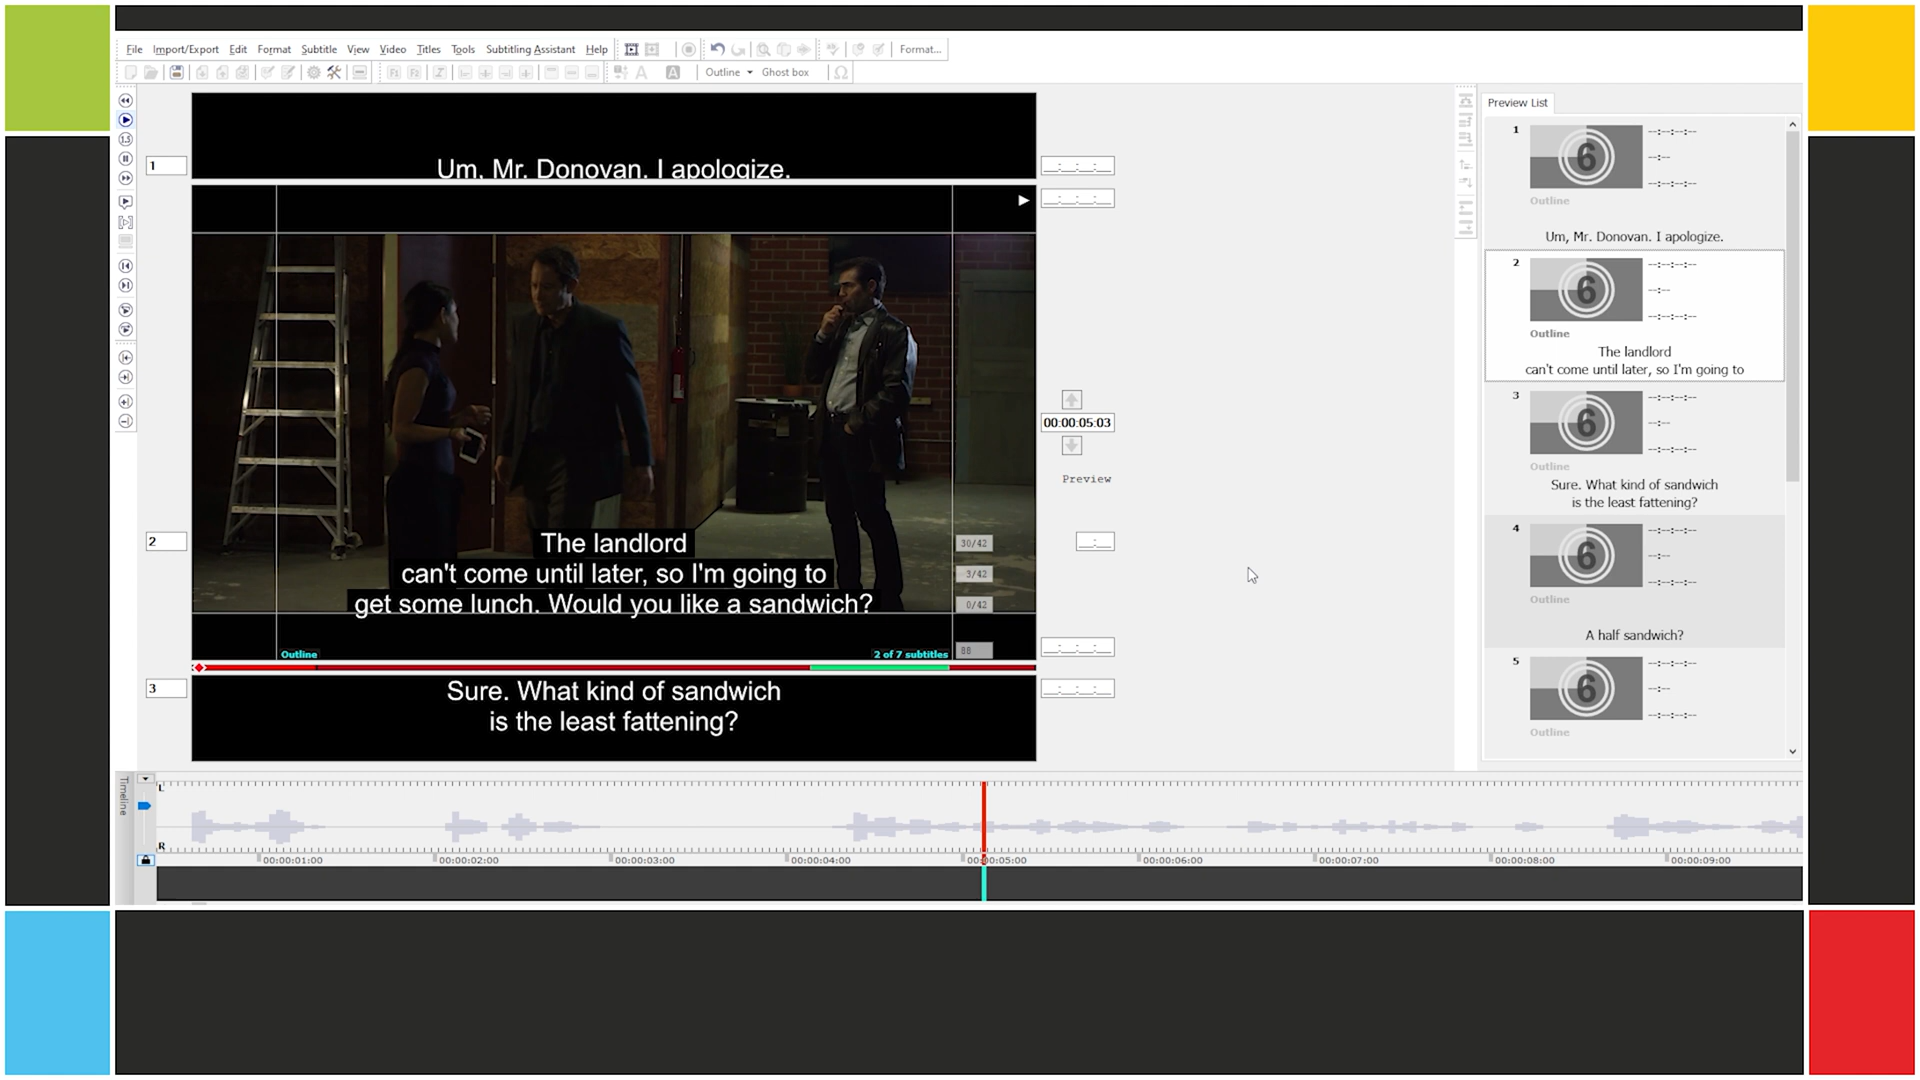 File Import/Export Edit Format Subtitle View Video Titles Tools Subtitling Assistant Help Format...
Outline Ghost box
Preview List
1
Um, Mr. Donovan. I apologize.
2
The landlord
can't come until later, so I'm going to
get some lunch. Would you like a sandwich?
30/42
3/42
0/42
88
Outline
2 of 7 subtitles
00:00:05:03
Preview
3
Sure. What kind of sandwich
is the least fattening?
1
--:--:--:--
--:--
--:--:--:--
Outline
Um, Mr. Donovan. I apologize.
2
--:--:--:--
--:--
--:--:--:--
Outline
The landlord
can't come until later, so I'm going to
3
--:--:--:--
--:--
--:--:--:--
Outline
Sure. What kind of sandwich
is the least fattening?
4
--:--:--:--
--:--
--:--:--:--
Outline
A half sandwich?
5
--:--:--:--
--:--
--:--:--:--
Outline
6
6
6
6
6
Timeline
L
R
00:00:01:00 00:00:02:00 00:00:03:00 00:00:04:00 00:00:05:00 00:00:06:00 00:00:07:00 00:00:08:00 00:00:09:00